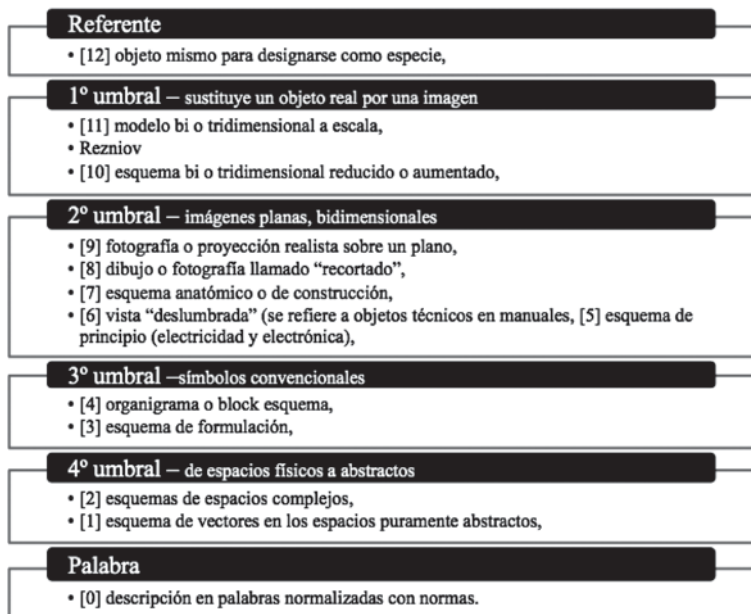 Referente
• [12] objeto mismo para designarse como especie,
1º umbral – sustituye un objeto real por una imagen
• [11] modelo bi o tridimensional a escala,
• Rezniov
• [10] esquema bi o tridimensional reducido o aumentado,
2º umbral – imágenes planas, bidimensionales
• [9] fotografía o proyección realista sobre un plano,
• [8] dibujo o fotografía llamado “recortado”,
• [7] esquema anatómico o de construcción,
• [6] vista “deslumbrada” (se refiere a objetos técnicos en manuales, [5] esquema de
principio (electricidad y electrónica),
3º umbral –símbolos convencionales
• [4] organigrama o block esquema,
• [3] esquema de formulación,
4º umbral – de espacios físicos a abstractos
• [2] esquemas de espacios complejos,
• [1] esquema de vectores en los espacios puramente abstractos,
Palabra
• [0] descripción en palabras normalizadas con normas.